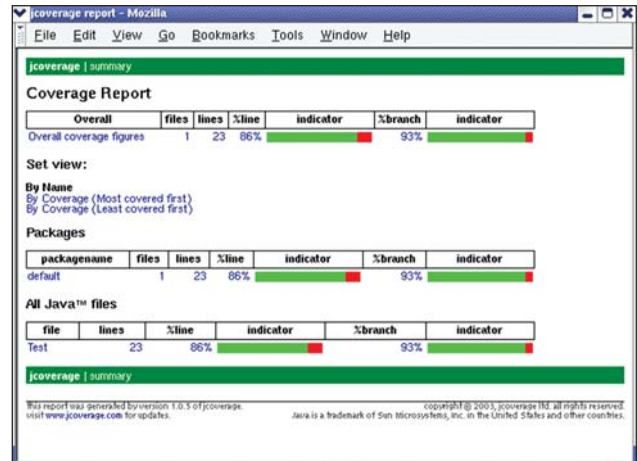 jcoverage report - Mozilla
File Edit View Go Bookmarks Tools Window Help
jcoverage | summary
Coverage Report
Overall files lines %line indicator %branch indicator
Overall coverage figures 1 23 86% 93%
Set view:
By Name
By Coverage (Most covered first)
By Coverage (Least covered first)
Packages
packagename files lines %line indicator %branch indicator
default 1 23 86% 93%
All Java™ files
file lines %line indicator %branch indicator
Test 23 86% 93%
jcoverage | summary
This report was generated by version 1.0.5 of jcoverage. copyright © 2003, jcoverage ltd. all rights reserved.
visit www.jcoverage.com for updates. Java is a trademark of Sun Microsystems, Inc. in the United States and other countries.